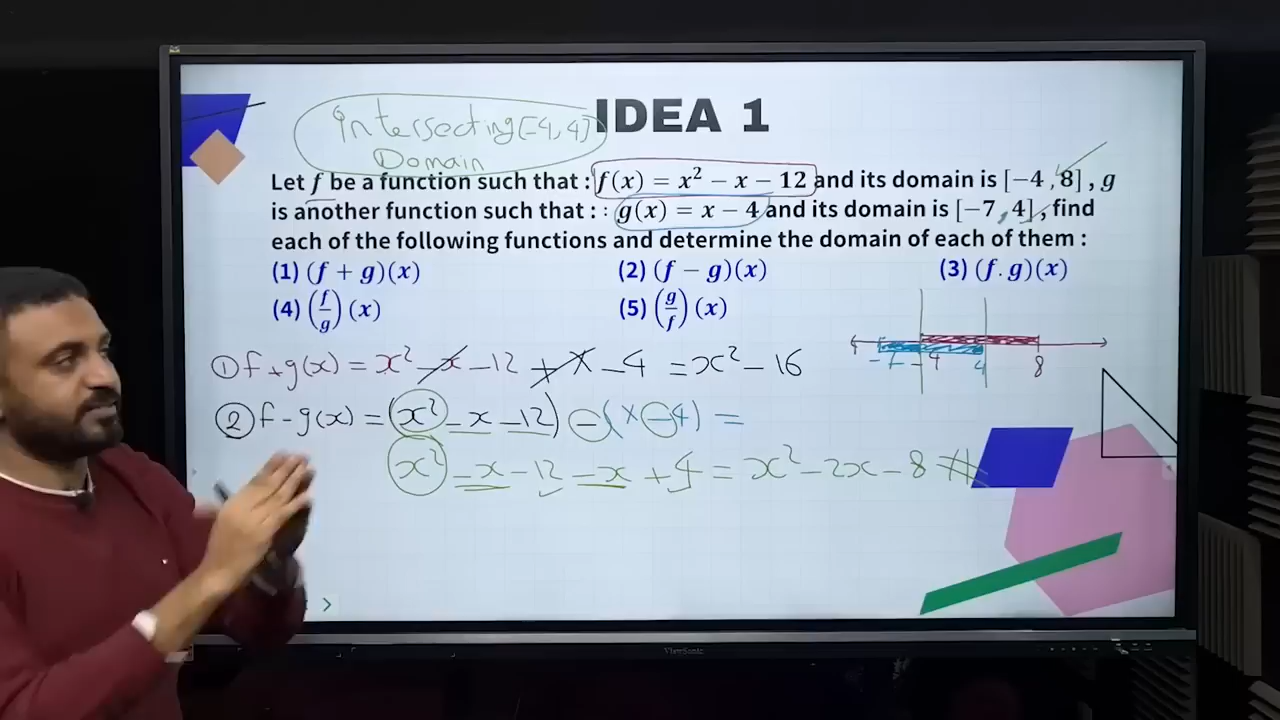 IDEA 1
Intersecting [-4, 4]
Domain
Let f be a function such that : f(x) = x² − x − 12 and its domain is [−4 , 8] , g
is another function such that : : g(x) = x − 4 and its domain is [−7 , 4] , find
each of the following functions and determine the domain of each of them :
(1) (f + g)(x) (2) (f − g)(x) (3) (f. g)(x)
(4) (f/g) (x) (5) (g/f) (x)
-7 -4 4 8
① f+g(x) = x² - x - 12 + x - 4 = x² - 16
② f-g(x) = (x² - x - 12) - (x - 4) =
x² - x - 12 - x + 4 = x² - 2x - 8 #
ViewSonic